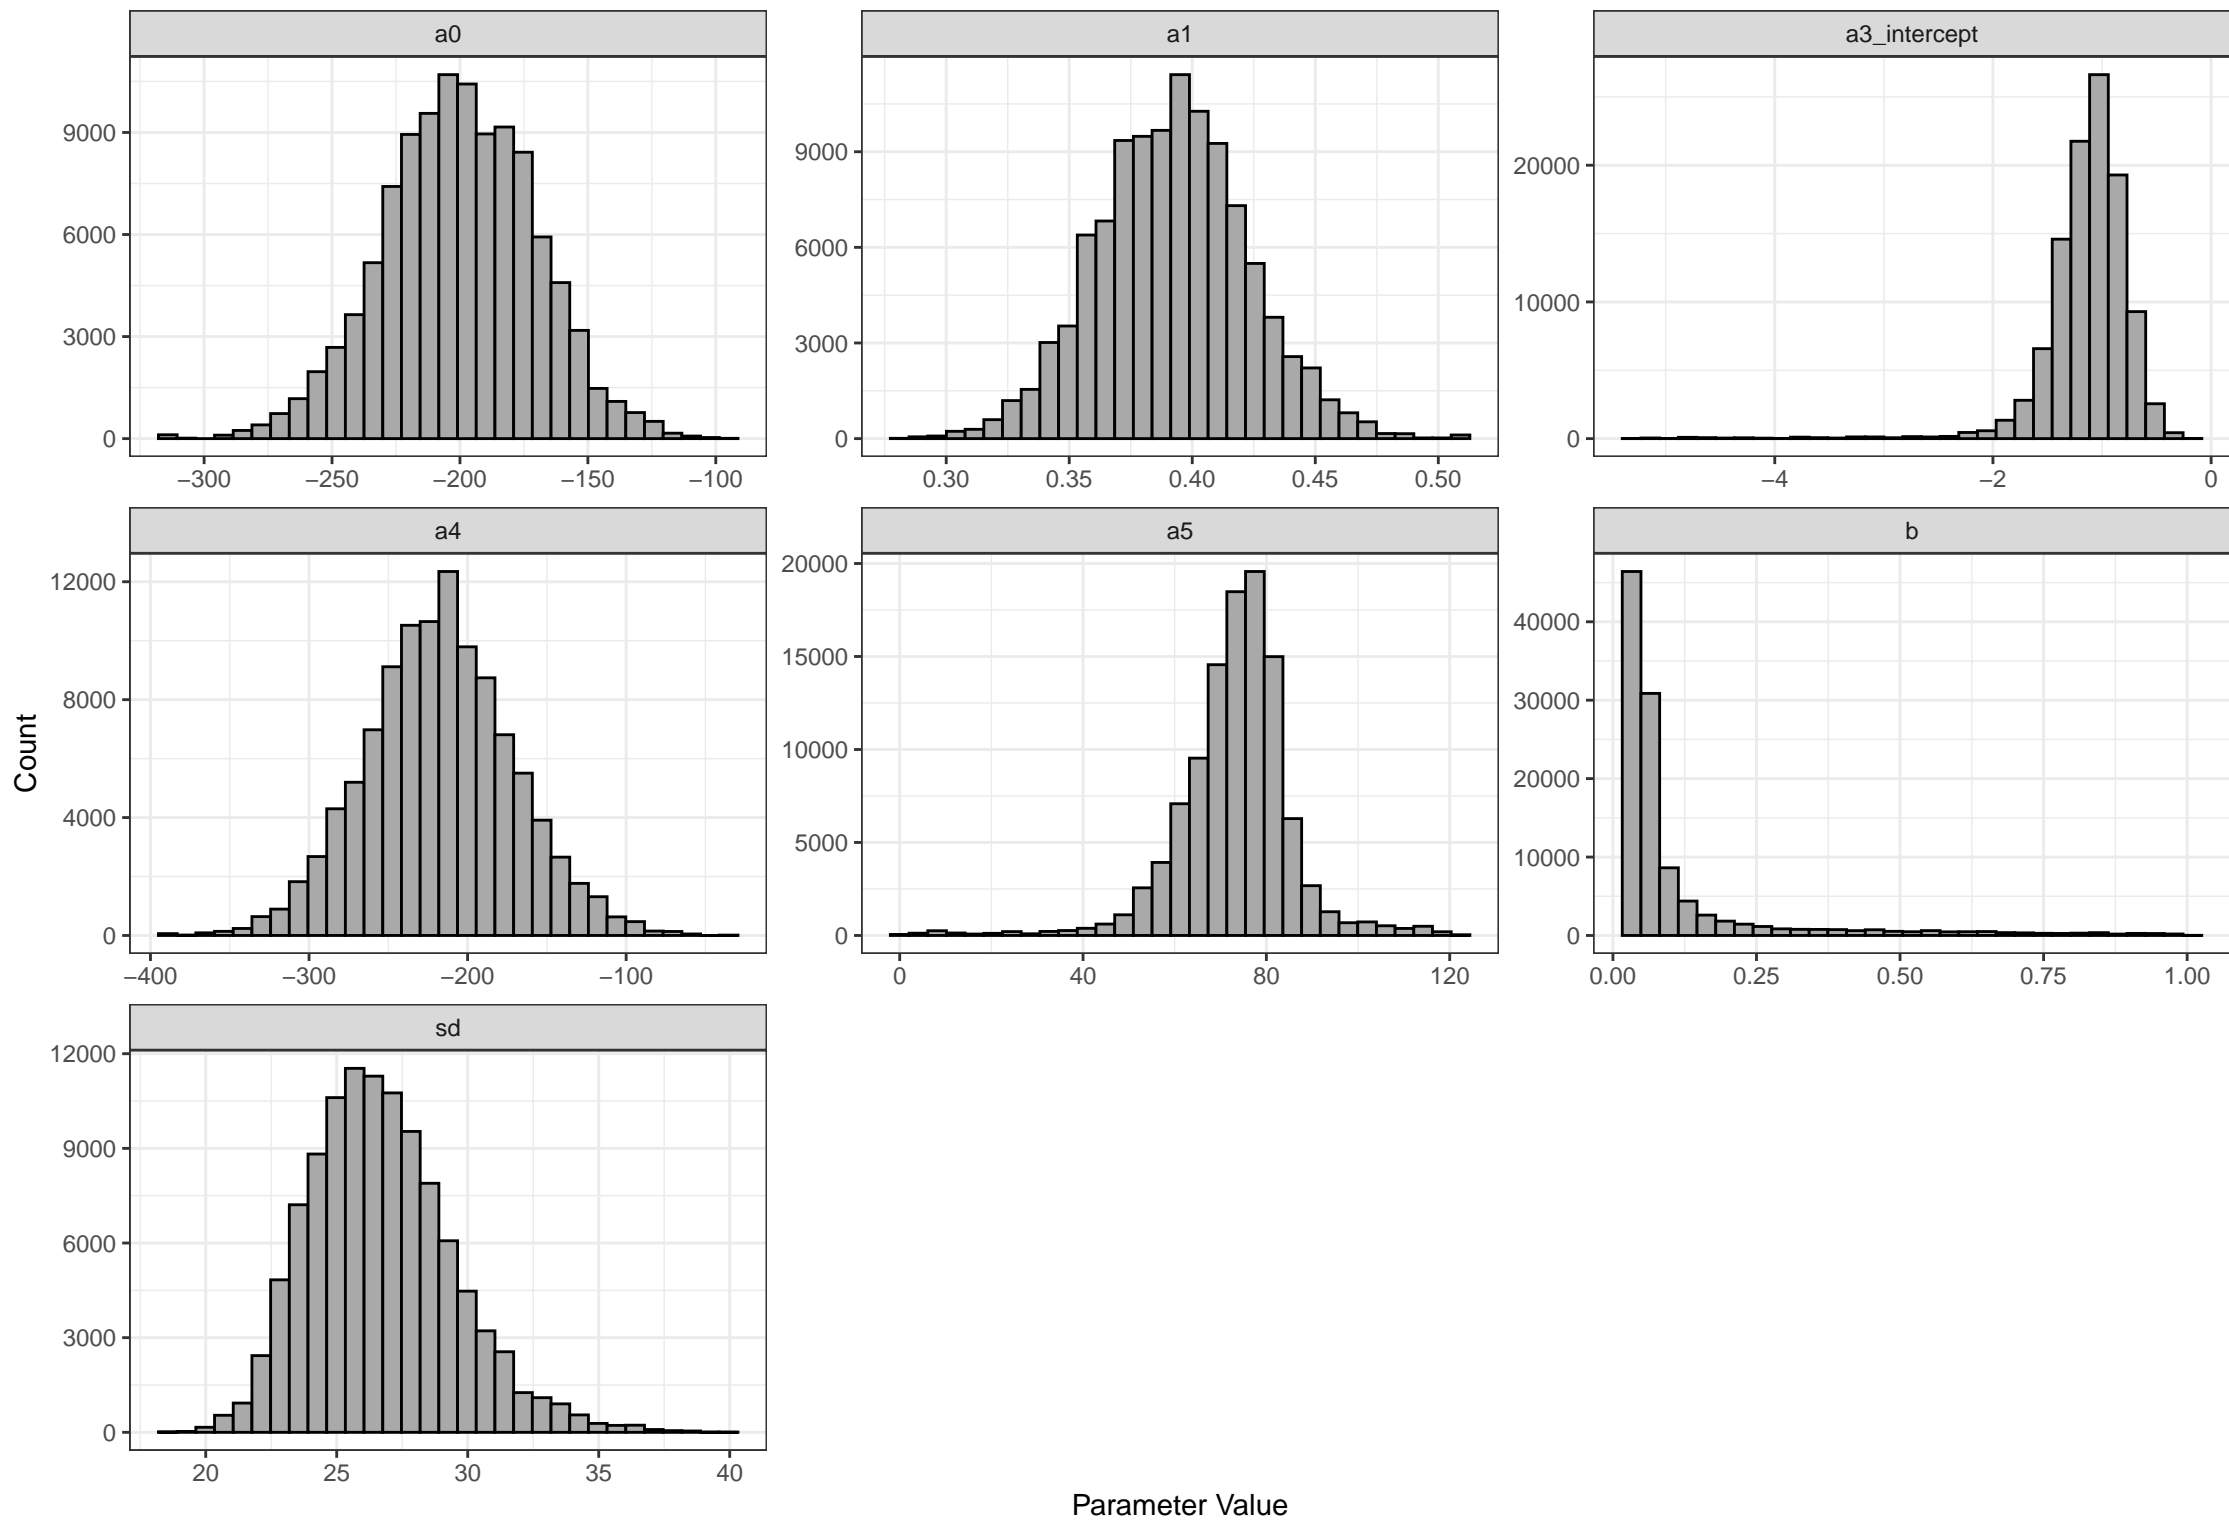 a0 a1 a3_intercept
9000 9000 20000
6000 6000 10000
3000 3000 0
0 0
−300 −250 −200 −150 −100 0.30 0.35 0.40 0.45 0.50 −4 −2 0
a4 a5 b
12000 20000 40000
8000 15000 30000
4000 10000 20000
0 5000 10000
0 0
−400 −300 −200 −100 0 40 80 120 0.00 0.25 0.50 0.75 1.00
Count
sd
12000
9000
6000
3000
0
20 25 30 35 40
Parameter Value